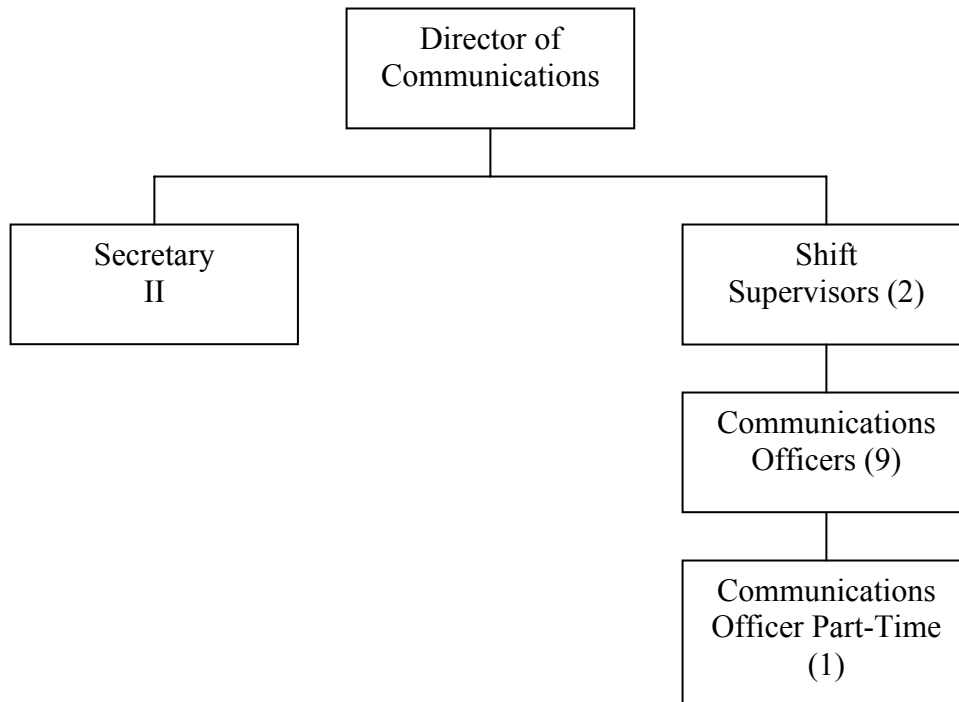 Director of
Communications
Secretary
II
Shift
Supervisors (2)
Communications
Officers (9)
Communications
Officer Part-Time
(1)